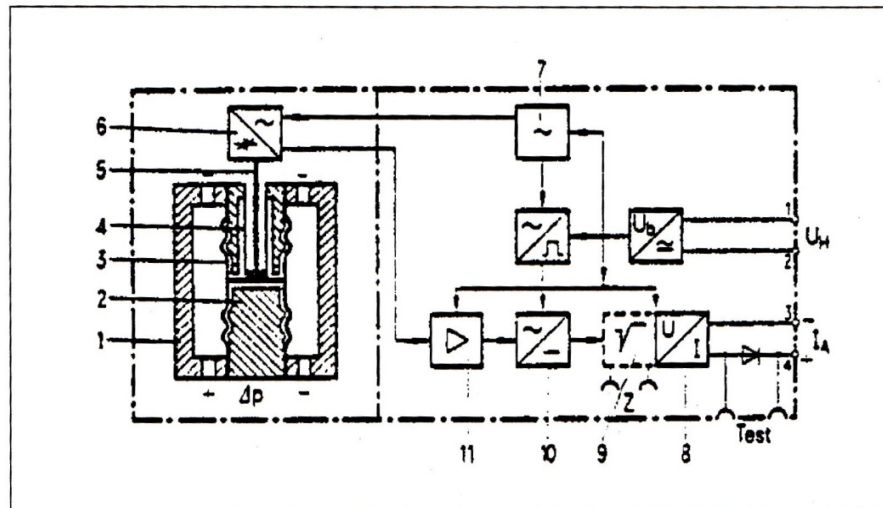 7
6
5
4
3
2
1
- -
+ Δp -
~
~
~
U_b
≃
1
U_H
2
3 -
I_A
4 +
U
I
~
–
√
Z
Test
11 10 9 8